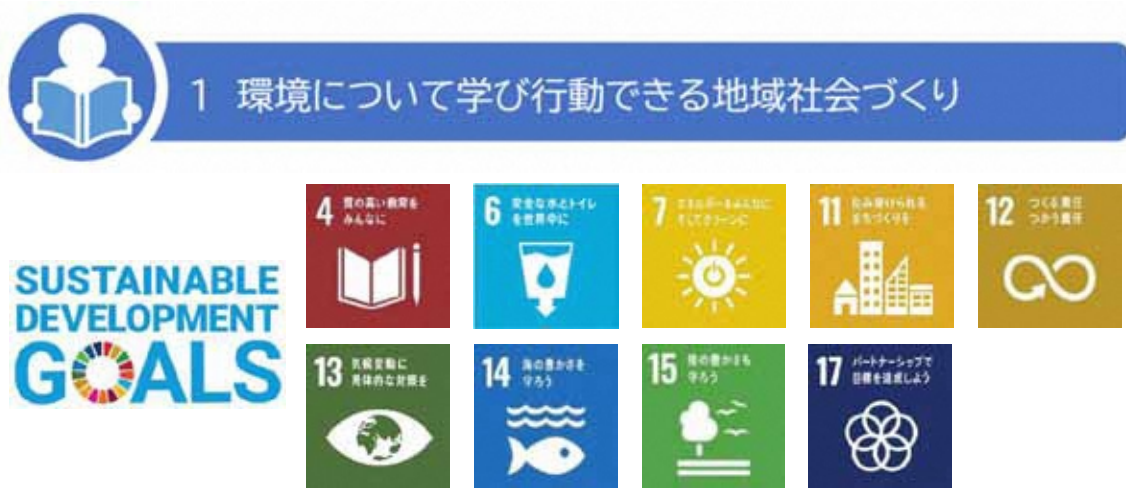 1 環境について学び行動できる地域社会づくり
SUSTAINABLE
DEVELOPMENT
GOALS
4 質の高い教育を
みんなに
6 安全な水とトイレ
を世界中に
7 エネルギーをみんなに
そしてクリーンに
11 住み続けられる
まちづくりを
12 つくる責任
つかう責任
13 気候変動に
具体的な対策を
14 海の豊かさを
守ろう
15 陸の豊かさも
守ろう
17 パートナーシップで
目標を達成しよう